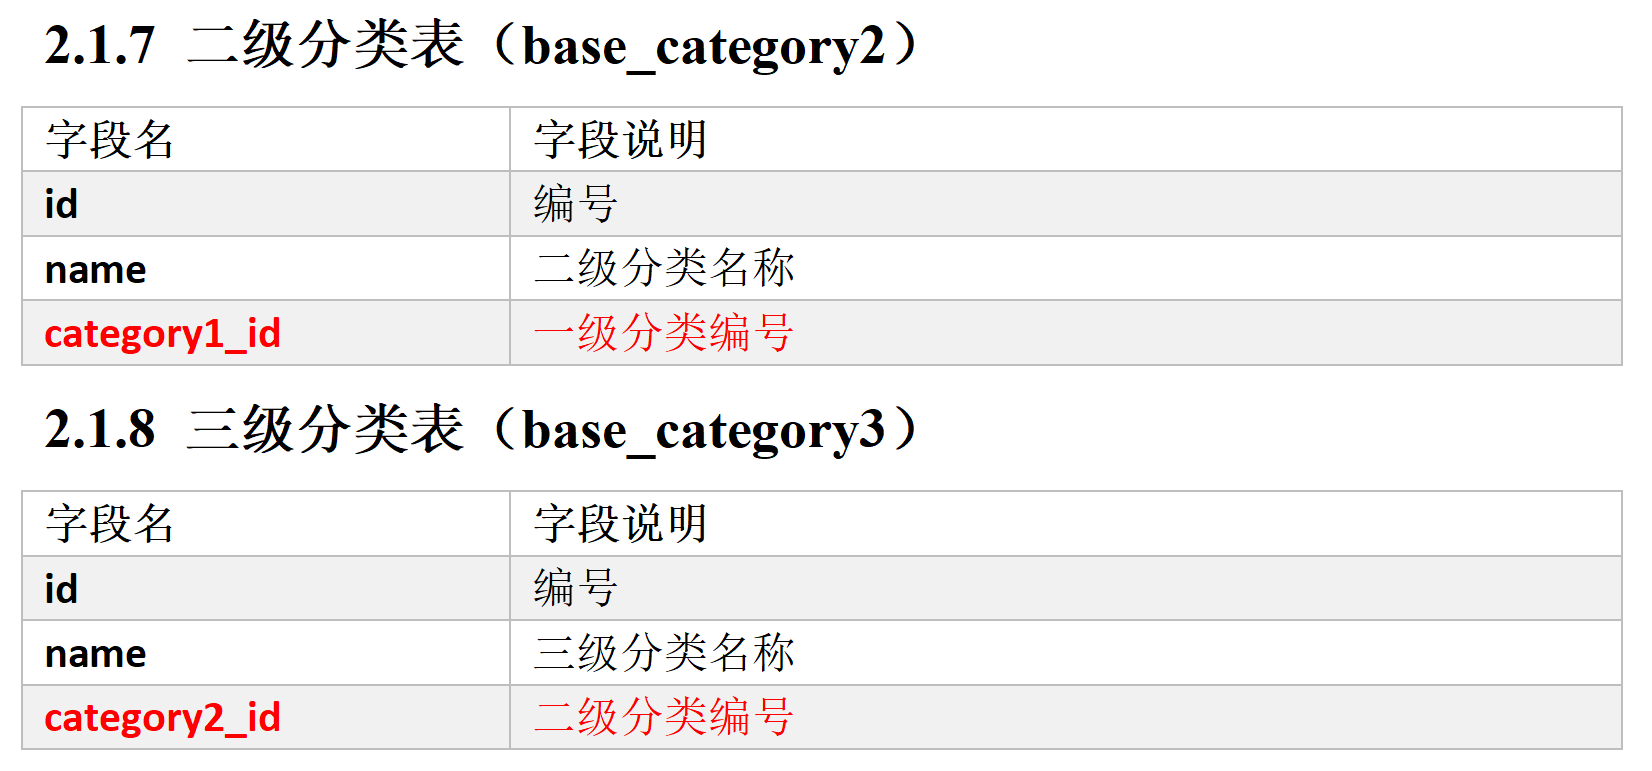 2.1.7 二级分类表（base_category2）
字段名 字段说明
id 编号
name 二级分类名称
category1_id 一级分类编号
2.1.8 三级分类表（base_category3）
字段名 字段说明
id 编号
name 三级分类名称
category2_id 二级分类编号